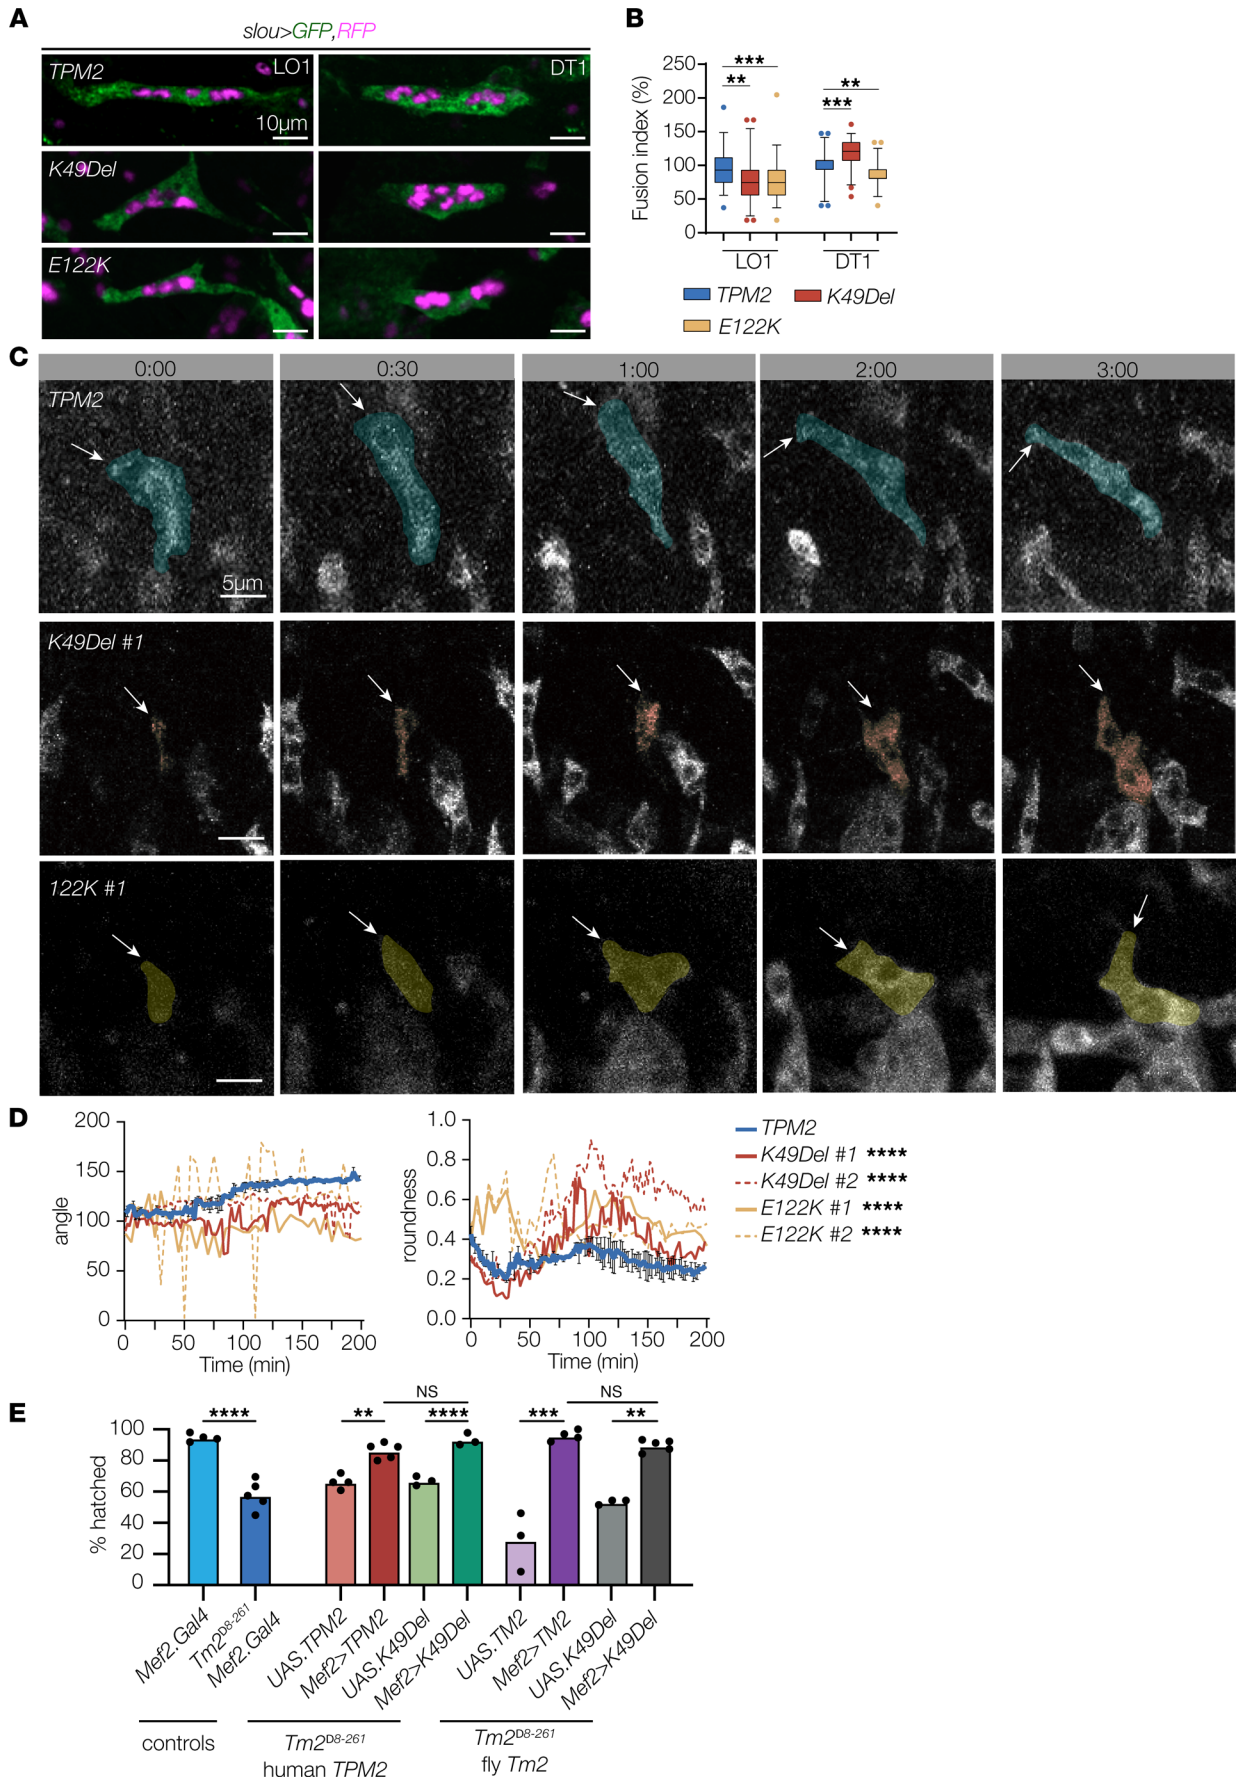 A
slou>GFP,RFP
TPM2
LO1
DT1
10µm
K49Del
E122K
B
***
**
**
***
250
200
150
100
50
0
Fusion index (%)
LO1
DT1
TPM2
K49Del
E122K
C
0:00
0:30
1:00
2:00
3:00
TPM2
5µm
K49Del #1
122K #1
D
200
150
100
50
0
angle
0
50
100
150
200
Time (min)
1.0
0.8
0.6
0.4
0.2
0.0
roundness
0
50
100
150
200
Time (min)
TPM2
K49Del #1 ****
K49Del #2 ****
E122K #1 ****
E122K #2 ****
E
NS
NS
****
**
****
***
**
100
80
60
40
20
0
% hatched
Mef2.Gal4
Tm2D8-261
Mef2.Gal4
UAS.TPM2
Mef2>TPM2
UAS.K49Del
Mef2>K49Del
UAS.TM2
Mef2>TM2
UAS.K49Del
Mef2>K49Del
controls
Tm2D8-261
human TPM2
Tm2D8-261
fly Tm2